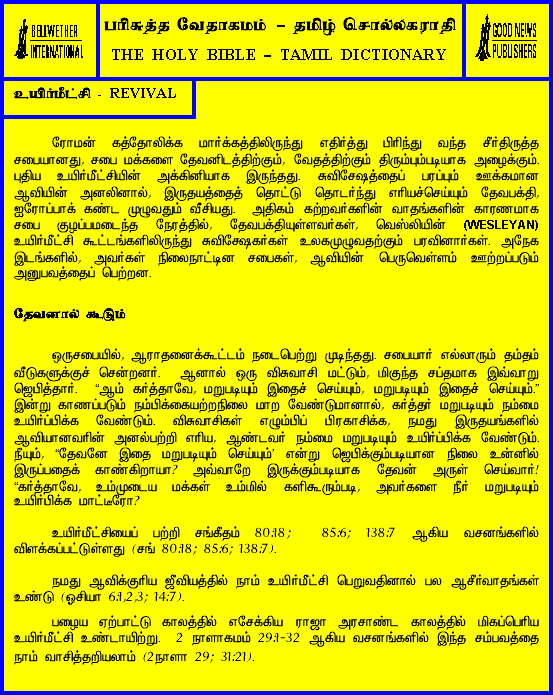 BELLWETHER
INTERNATIONAL
பரிசுத்த வேதாகமம் – தமிழ் சொல்லகராதி
THE HOLY BIBLE – TAMIL DICTIONARY
GOOD NEWS
PUBLISHERS
உயிர்மீட்சி - REVIVAL
ரோமன் கத்தோலிக்க மார்க்கத்திலிருந்து எதிர்த்து பிரிந்து வந்த சீர்திருத்த
சபையானது, சபை மக்களை தேவனிடத்திற்கும், வேதத்திற்கும் திரும்பும்படியாக அழைக்கும்.
புதிய உயிர்மீட்சியின் அக்கினியாக இருந்தது. சுவிசேஷத்தைப் பரப்பும் ஊக்கமான
ஆவியின் அனலினால், இருதயத்தைத் தொட்டு தொடர்ந்து எரியச்செய்யும் தேவபக்தி,
ஐரோப்பாக் கண்ட முழுவதும் வீசியது. அதிகம் கற்றவர்களின் வாதங்களின் காரணமாக
சபை குழப்பமடைந்த நேரத்தில், தேவபக்தியுள்ளவர்கள், வெஸ்லியின் (WESLEYAN)
உயிர்மீட்சி கூட்டங்களிலிருந்து சுவிசேஷகர்கள் உலகமுழுவதற்கும் பரவினார்கள். அநேக
இடங்களில், அவர்கள் நிலைநாட்டின சபைகள், ஆவியின் பெருவெள்ளம் ஊற்றப்படும்
அனுபவத்தைப் பெற்றன.
தேவனால் கூடும்
ஒருசபையில், ஆராதனைக்கூட்டம் நடைபெற்று முடிந்தது. சபையார் எல்லாரும் தம்தம்
வீடுகளுக்குச் சென்றனர். ஆனால் ஒரு விசுவாசி மட்டும், மிகுந்த சப்தமாக இவ்வாறு
ஜெபித்தார். “ஆம் கர்த்தாவே, மறுபடியும் இதைச் செய்யும், மறுபடியும் இதைச் செய்யும்.”
இன்று காணப்படும் நம்பிக்கையற்றநிலை மாற வேண்டுமானால், கர்த்தர் மறுபடியும் நம்மை
உயிர்ப்பிக்க வேண்டும். விசுவாசிகள் எழும்பிப் பிரகாசிக்க, நமது இருதயங்களில்
ஆவியானவரின் அனல்பற்றி எரிய, ஆண்டவர் நம்மை மறுபடியும் உயிர்ப்பிக்க வேண்டும்.
நீயும், “தேவனே இதை மறுபடியும் செய்யும்’ என்று ஜெபிக்கும்படியான நிலை உன்னில்
இருப்பதைக் காண்கிறாயா? அவ்வாறே இருக்கும்படியாக தேவன் அருள் செய்வார்!
“கர்த்தாவே, உம்முடைய மக்கள் உம்மில் களிகூரும்படி, அவர்களை நீர் மறுபடியும்
உயிர்பிக்க மாட்டீரோ?
உயிர்மீட்சியைப் பற்றி சங்கீதம் 80:18; 85:6; 138:7 ஆகிய வசனங்களில்
விளக்கப்பட்டுள்ளது (சங் 80:18; 85:6; 138:7).
நமது ஆவிக்குரிய ஜீவியத்தில் நாம் உயிர்மீட்சி பெறுவதினால் பல ஆசீர்வாதங்கள்
உண்டு (ஓசியா 6:1,2,3; 14:7).
பழைய ஏற்பாட்டு காலத்தில் எசேக்கிய ராஜா அரசாண்ட காலத்தில் மிகப்பெரிய
உயிர்மீட்சி உண்டாயிற்று. 2 நாளாகமம் 29:1-32 ஆகிய வசனங்களில் இந்த சம்பவத்தை
நாம் வாசித்தறியலாம் (2நாளா 29; 31:21).